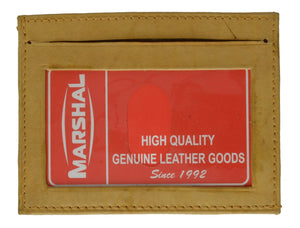 MARSHAL
HIGH QUALITY
GENUINE LEATHER GOODS
Since 1992